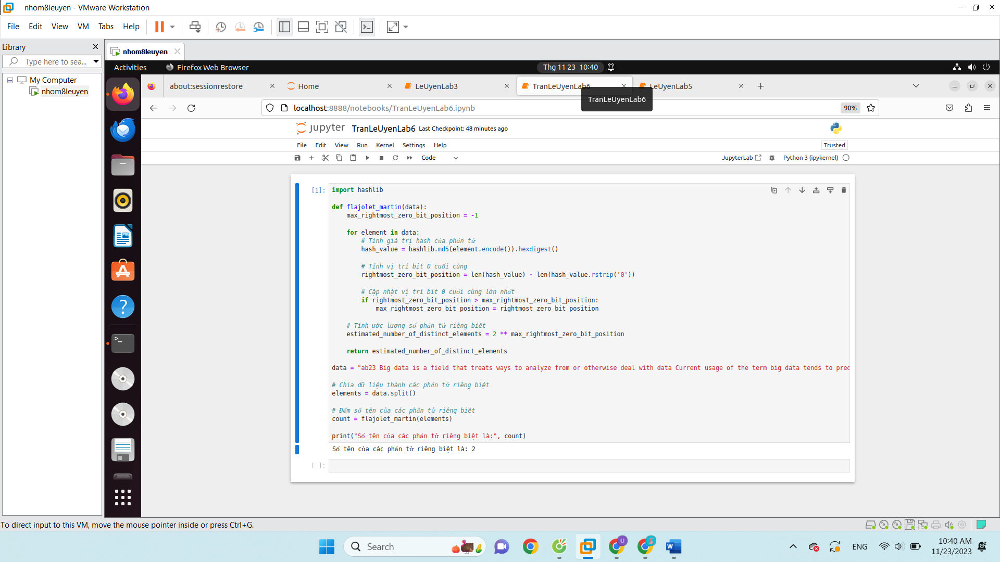 nhom8leuyen - VMware Workstation
File Edit View VM Tabs Help
Library
nhom8leuyen
Type here to sea...
My Computer
nhom8leuyen
Activities Firefox Web Browser Thg 11 23 10:40
about:sessionrestore Home LeUyenLab3 TranLeUyenLab6 LeUyenLab5
TranLeUyenLab6
localhost:8888/notebooks/TranLeUyenLab6.ipynb 90%
jupyter TranLeUyenLab6 Last Checkpoint: 48 minutes ago
File Edit View Run Kernel Settings Help Trusted
Code JupyterLab Python 3 (ipykernel)
[1]: import hashlib
def flajolet_martin(data):
max_rightmost_zero_bit_position = -1
for element in data:
# Tính giá trị hash của phần tử
hash_value = hashlib.md5(element.encode()).hexdigest()
# Tính vị trí bit 0 cuối cùng
rightmost_zero_bit_position = len(hash_value) - len(hash_value.rstrip('0'))
# Cập nhật vị trí bit 0 cuối cùng lớn nhất
if rightmost_zero_bit_position > max_rightmost_zero_bit_position:
max_rightmost_zero_bit_position = rightmost_zero_bit_position
# Tính ước lượng số phần tử riêng biệt
estimated_number_of_distinct_elements = 2 ** max_rightmost_zero_bit_position
return estimated_number_of_distinct_elements
data = "ab23 Big data is a field that treats ways to analyze from or otherwise deal with data Current usage of the term big data tends to pred
# Chia dữ liệu thành các phần tử riêng biệt
elements = data.split()
# Đếm số tên của các phần tử riêng biệt
count = flajolet_martin(elements)
print("Số tên của các phần tử riêng biệt là:", count)
Số tên của các phần tử riêng biệt là: 2
[ ]:
To direct input to this VM, move the mouse pointer inside or press Ctrl+G.
Search
ENG
10:40 AM
11/23/2023